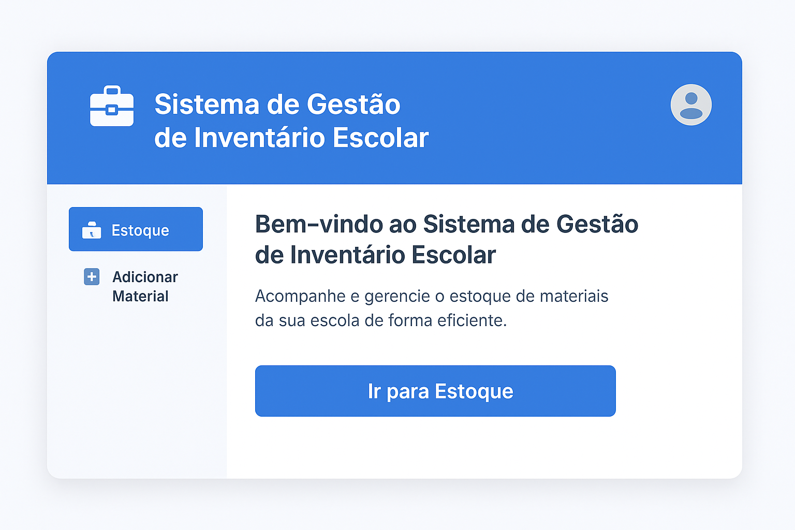 Sistema de Gestão
de Inventário Escolar
Estoque
Adicionar
Material
Bem-vindo ao Sistema de Gestão
de Inventário Escolar
Acompanhe e gerencie o estoque de materiais
da sua escola de forma eficiente.
Ir para Estoque